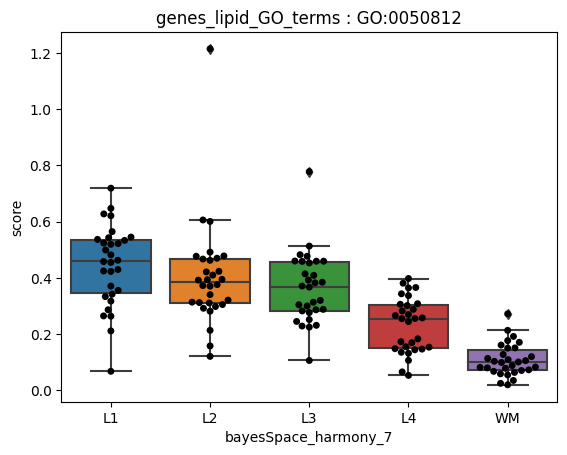 genes_lipid_GO_terms : GO:0050812
1.2
1.0
0.8
0.6
0.4
0.2
0.0
score
L1 L2 L3 L4 WM
bayesSpace_harmony_7